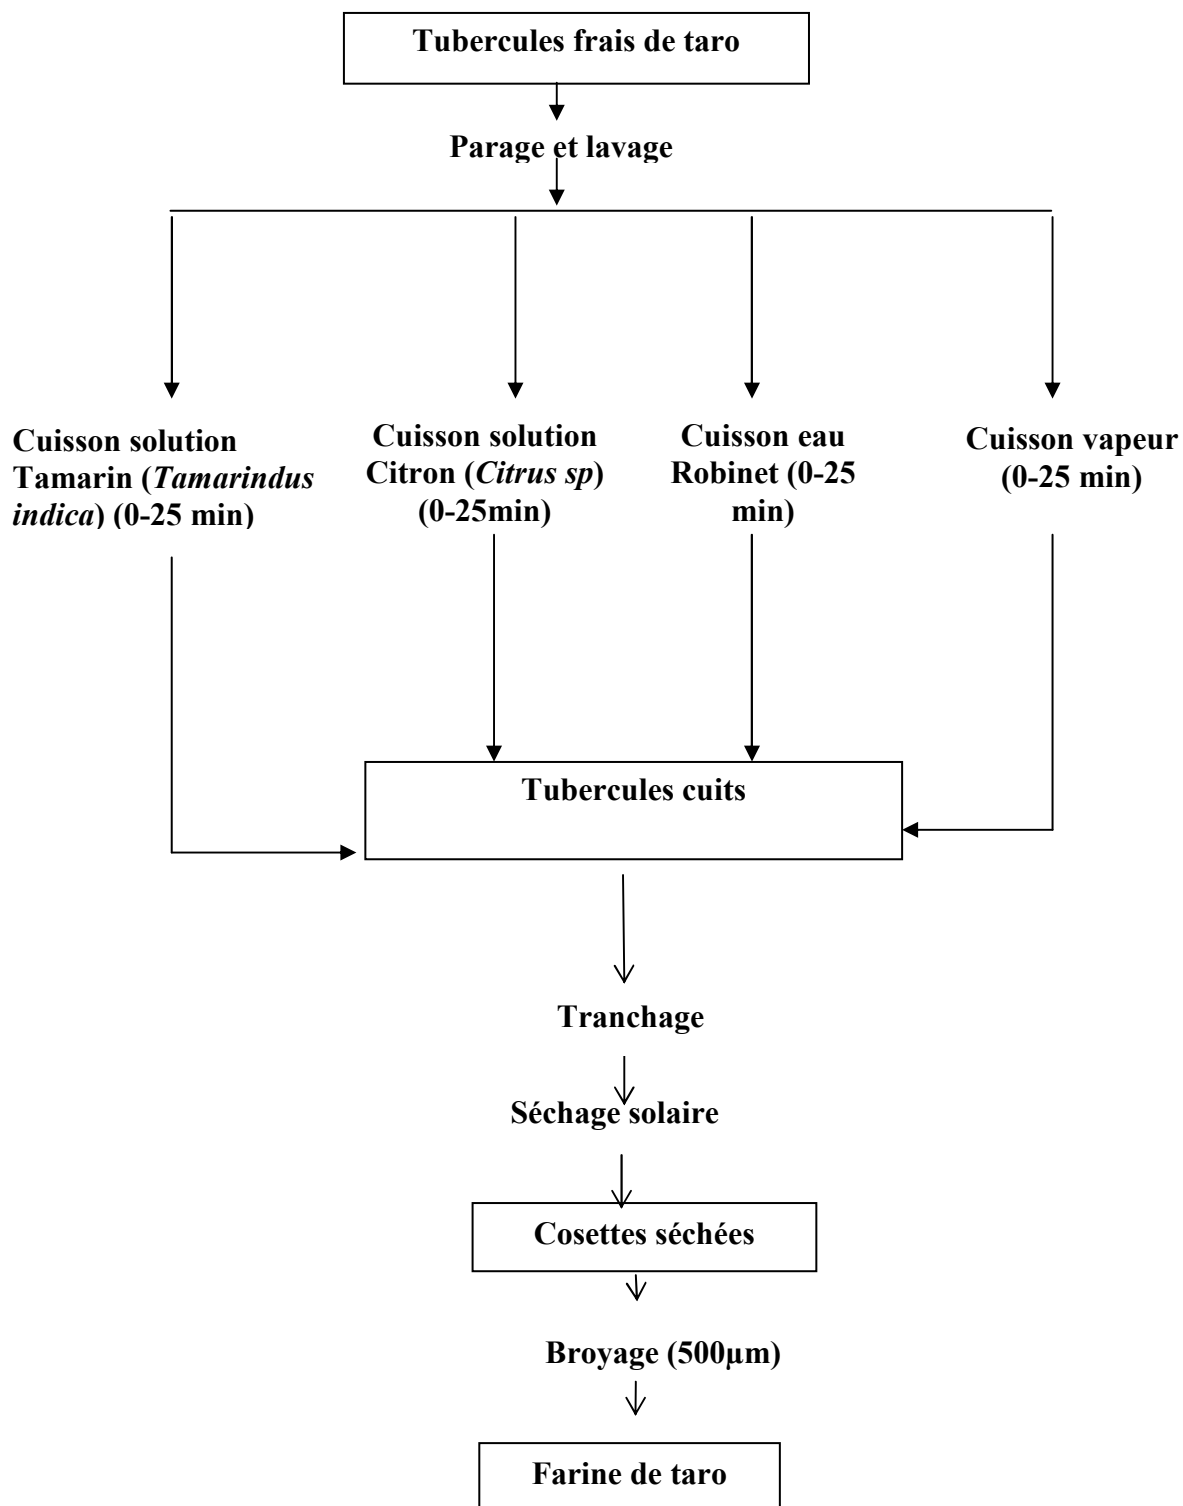 Tubercules frais de taro
Parage et lavage
Cuisson solution
Tamarin (Tamarindus
indica) (0-25 min)
Cuisson solution
Citron (Citrus sp)
(0-25min)
Cuisson eau
Robinet (0-25
min)
Cuisson vapeur
(0-25 min)
Tubercules cuits
Tranchage
Séchage solaire
Cosettes séchées
Broyage (500µm)
Farine de taro